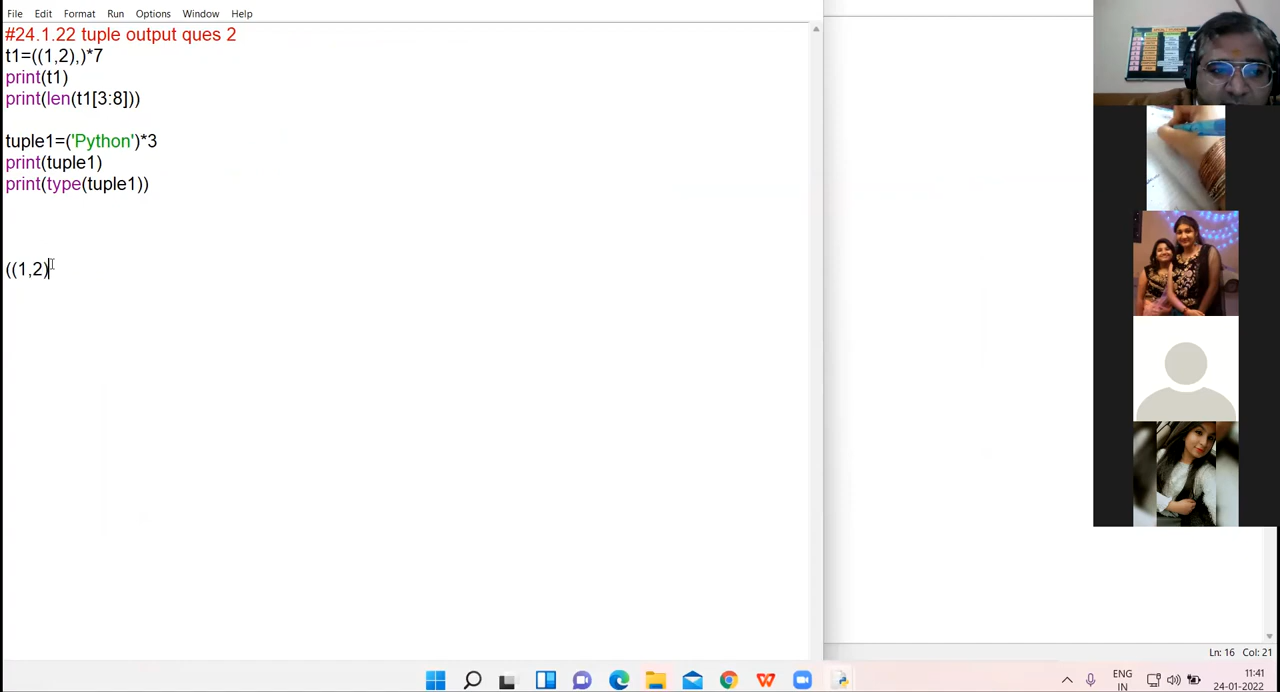 File Edit Format Run Options Window Help
#24.1.22 tuple output ques 2
t1=((1,2),)*7
print(t1)
print(len(t1[3:8]))
tuple1=('Python')*3
print(tuple1)
print(type(tuple1))
((1,2)
Ln: 16 Col: 21
ENG
IN
11:41
24-01-2022